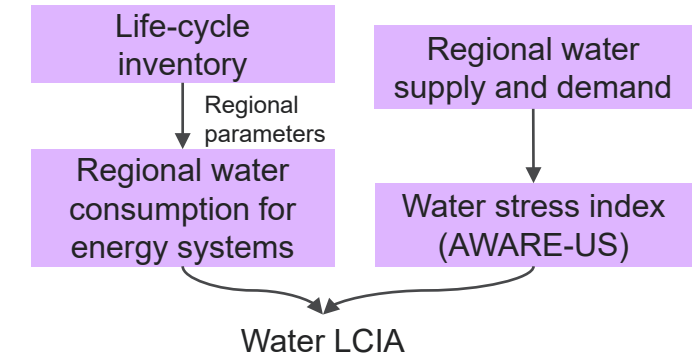 Life-cycle
inventory
Regional
parameters
Regional water
consumption for
energy systems
Regional water
supply and demand
Water stress index
(AWARE-US)
Water LCIA